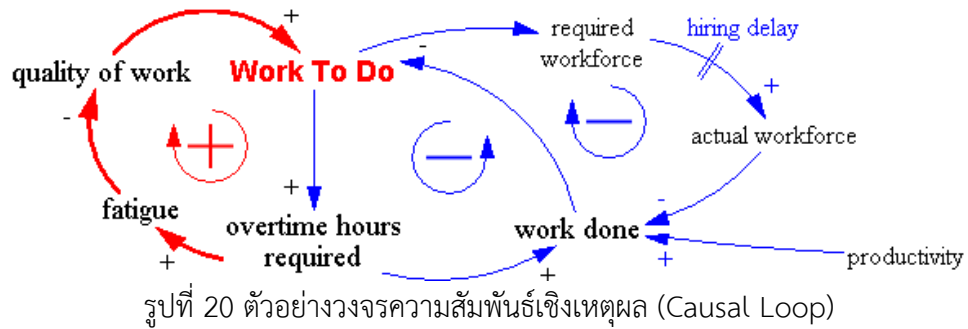 +
required
workforce
hiring delay
-
quality of work
Work To Do
+
-
actual workforce
+
-
+
-
fatigue
overtime hours
required
work done
+
+
+
productivity
รูปที่ 20 ตัวอย่างวงจรความสัมพันธ์เชิงเหตุผล (Causal Loop)